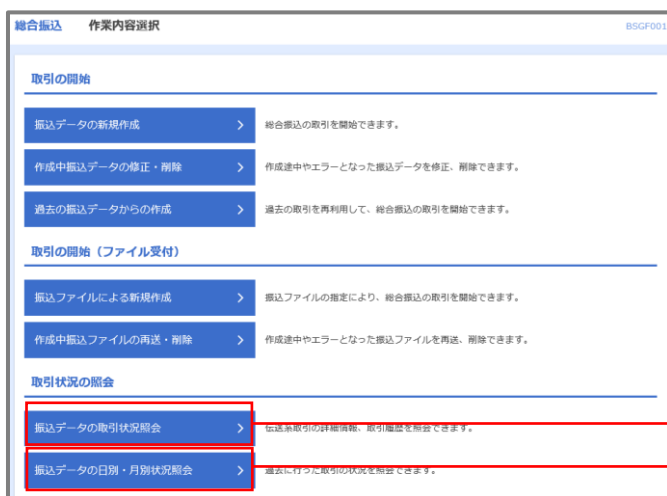 総合振込 作業内容選択 BSGF001
取引の開始
振込データの新規作成 総合振込の取引を開始できます。
作成中振込データの修正・削除 作成途中やエラーとなった振込データを修正、削除できます。
過去の振込データからの作成 過去の取引を再利用して、総合振込の取引を開始できます。
取引の開始（ファイル受付）
振込ファイルによる新規作成 振込ファイルの指定により、総合振込の取引を開始できます。
作成中振込ファイルの再送・削除 作成途中やエラーとなった振込ファイルを再送、削除できます。
取引状況の照会
振込データの取引状況照会 伝送系取引の詳細情報、取引履歴を照会できます。
振込データの日別・月別状況照会 過去に行った取引の状況を照会できます。